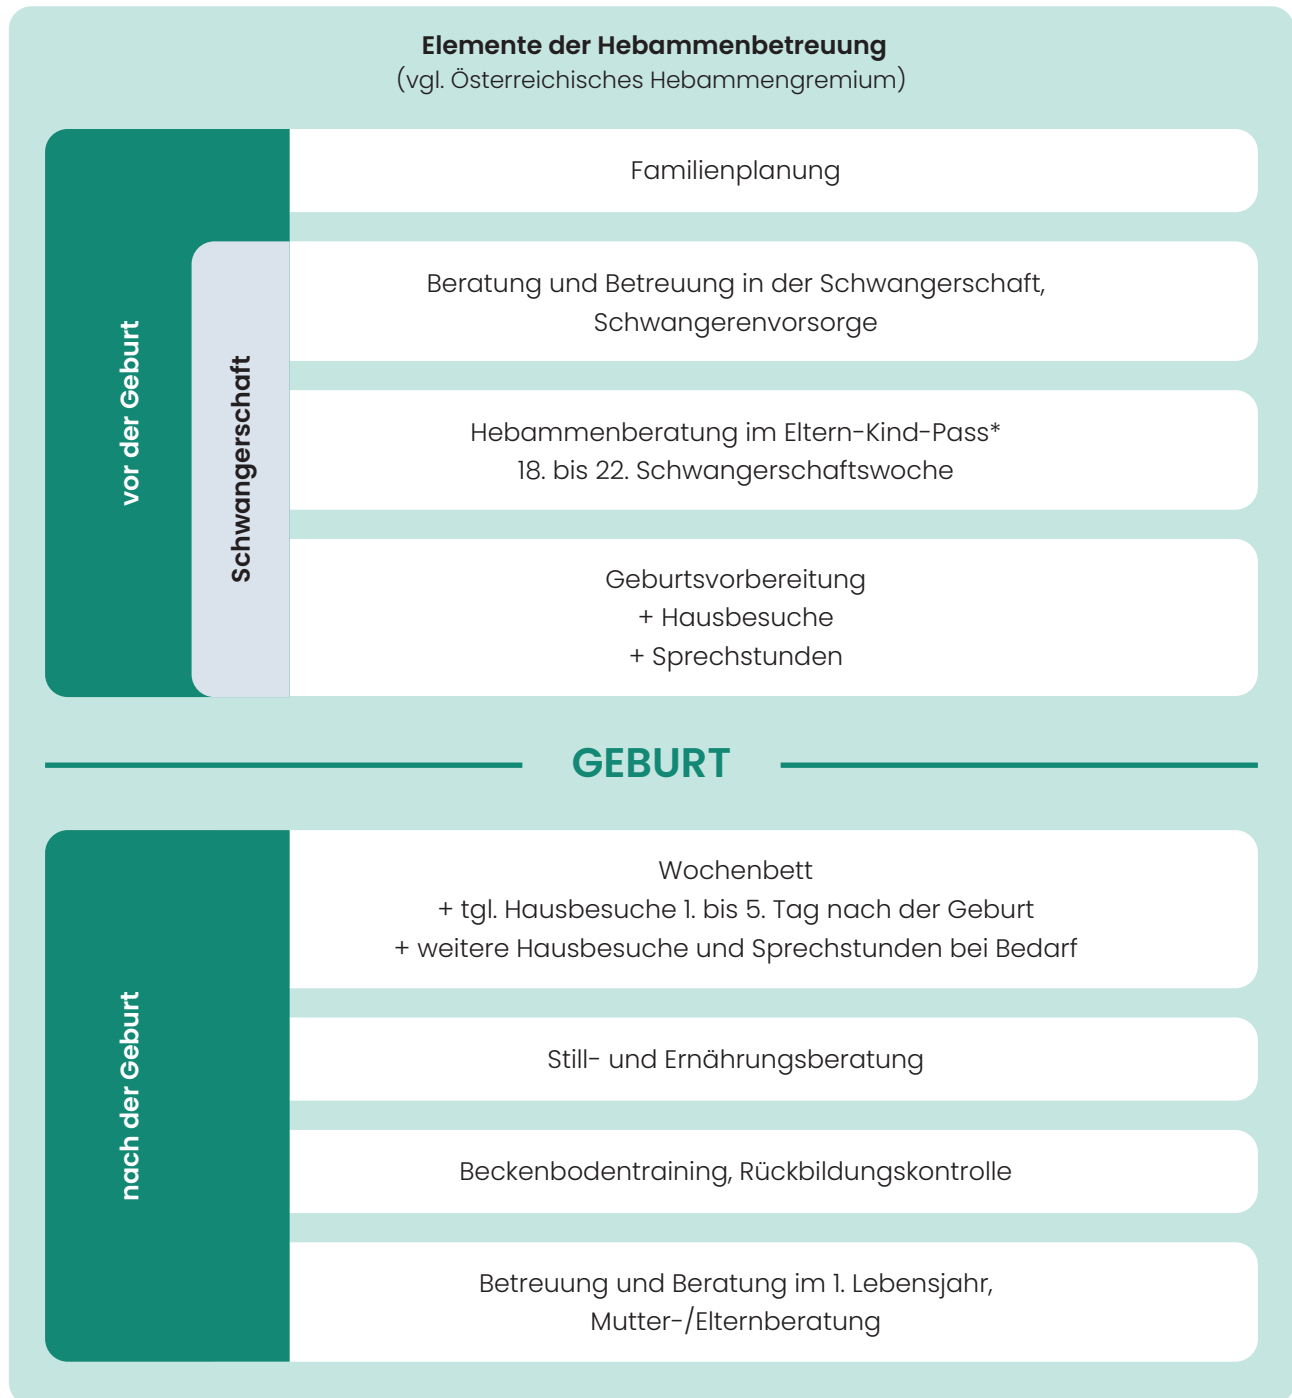 Elemente der Hebammenbetreuung
(vgl. Österreichisches Hebammengremium)
vor der Geburt
Familienplanung
Schwangerschaft
Beratung und Betreuung in der Schwangerschaft,
Schwangerenvorsorge
Hebammenberatung im Eltern-Kind-Pass*
18. bis 22. Schwangerschaftswoche
Geburtsvorbereitung
+ Hausbesuche
+ Sprechstunden
GEBURT
nach der Geburt
Wochenbett
+ tgl. Hausbesuche 1. bis 5. Tag nach der Geburt
+ weitere Hausbesuche und Sprechstunden bei Bedarf
Still- und Ernährungsberatung
Beckenbodentraining, Rückbildungskontrolle
Betreuung und Beratung im 1. Lebensjahr,
Mutter-/Elternberatung